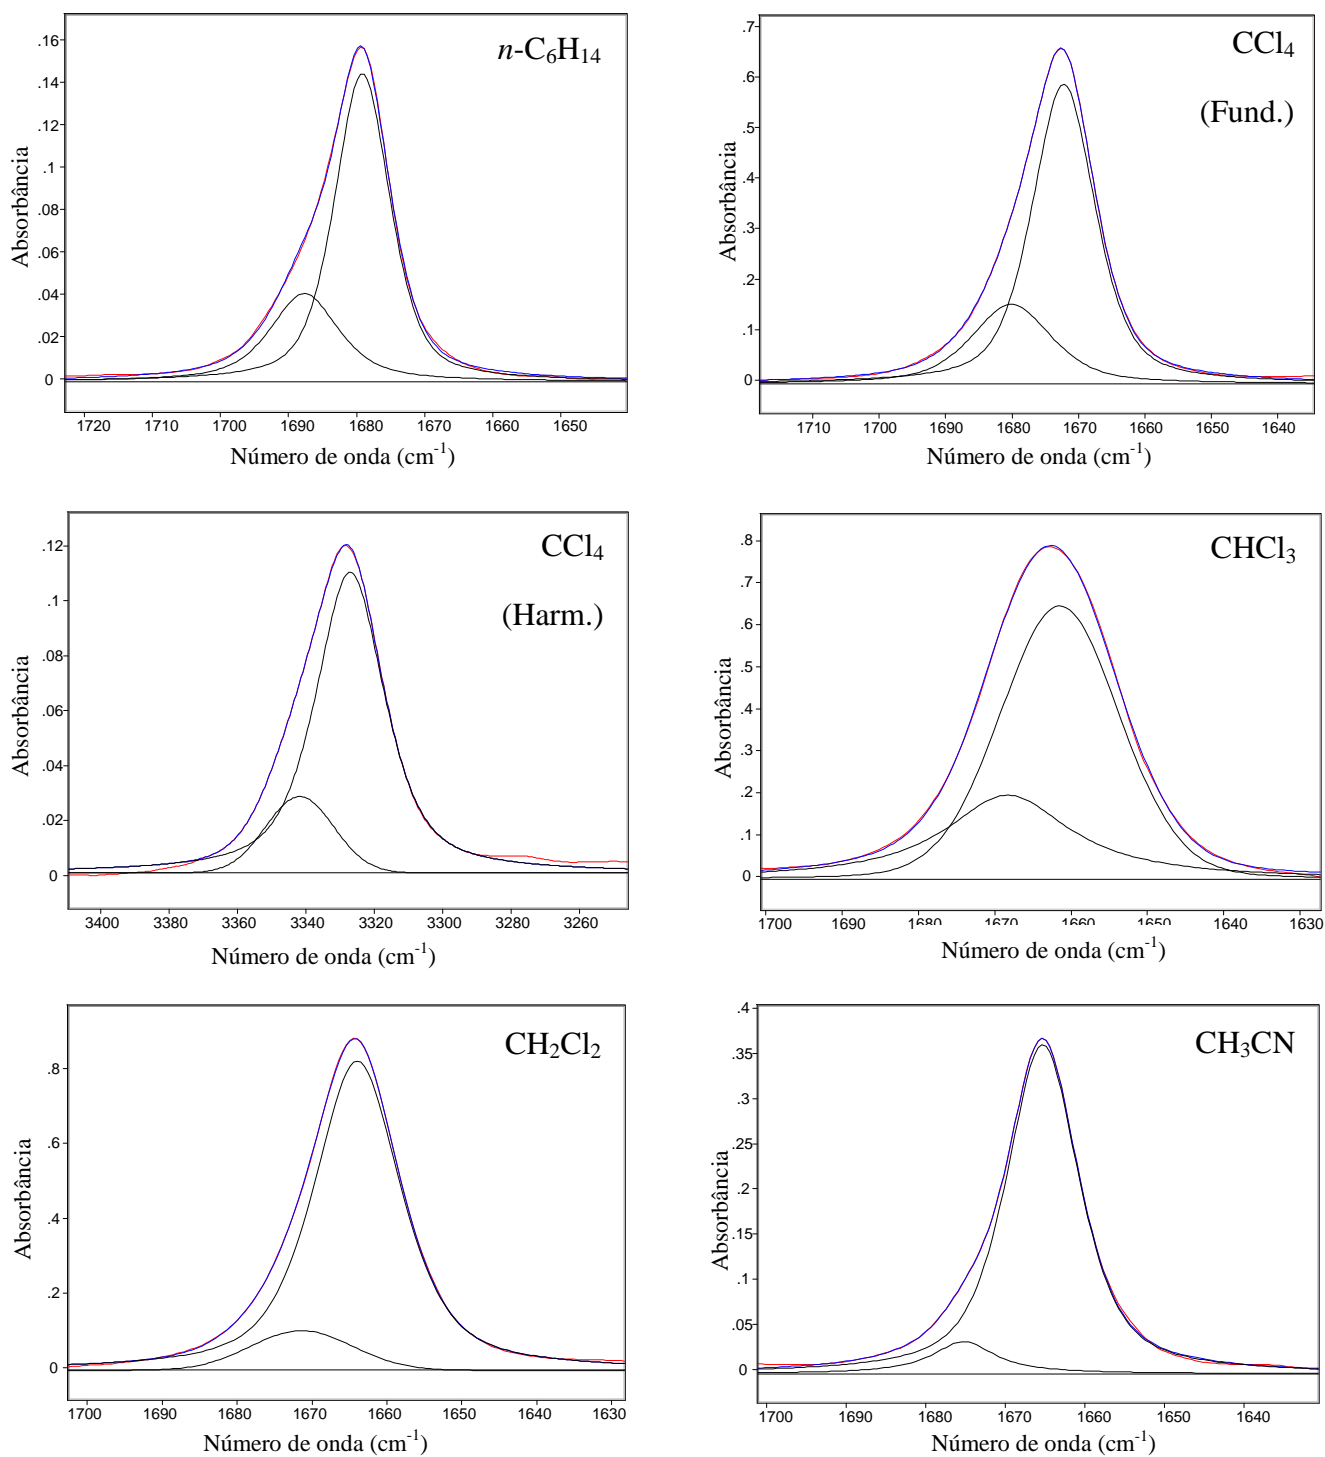 n-C6H14
.16
.14
.12
.1
.08
.06
.04
.02
0
Absorbância
1720 1710 1700 1690 1680 1670 1660 1650
Número de onda (cm-1)
CCl4
(Fund.)
.7
.6
.5
.4
.3
.2
.1
0
Absorbância
1710 1700 1690 1680 1670 1660 1650 1640
Número de onda (cm-1)
CCl4
(Harm.)
.12
.1
.08
.06
.04
.02
0
Absorbância
3400 3380 3360 3340 3320 3300 3280 3260
Número de onda (cm-1)
CHCl3
.8
.7
.6
.5
.4
.3
.2
.1
0
Absorbância
1700 1690 1680 1670 1660 1650 1640 1630
Número de onda (cm-1)
CH2Cl2
.8
.6
.4
.2
0
Absorbância
1700 1690 1680 1670 1660 1650 1640 1630
Número de onda (cm-1)
CH3CN
.4
.35
.3
.25
.2
.15
.1
.05
0
Absorbância
1700 1690 1680 1670 1660 1650 1640
Número de onda (cm-1)